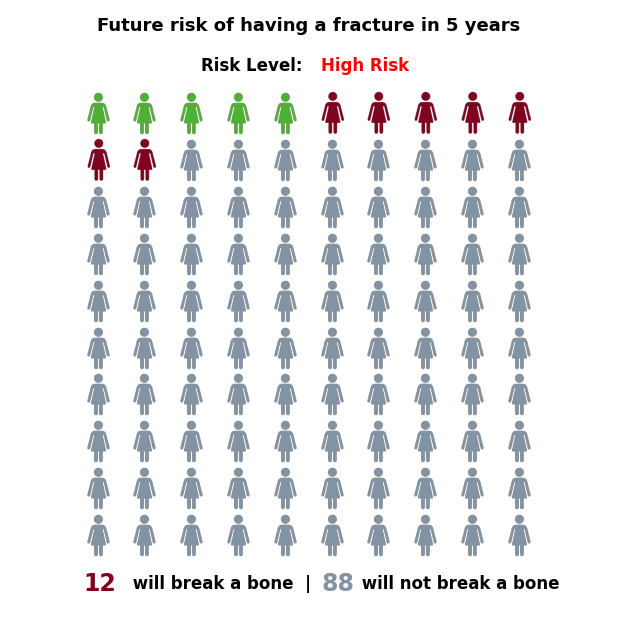 Future risk of having a fracture in 5 years
Risk Level: High Risk
12 will break a bone | 88 will not break a bone